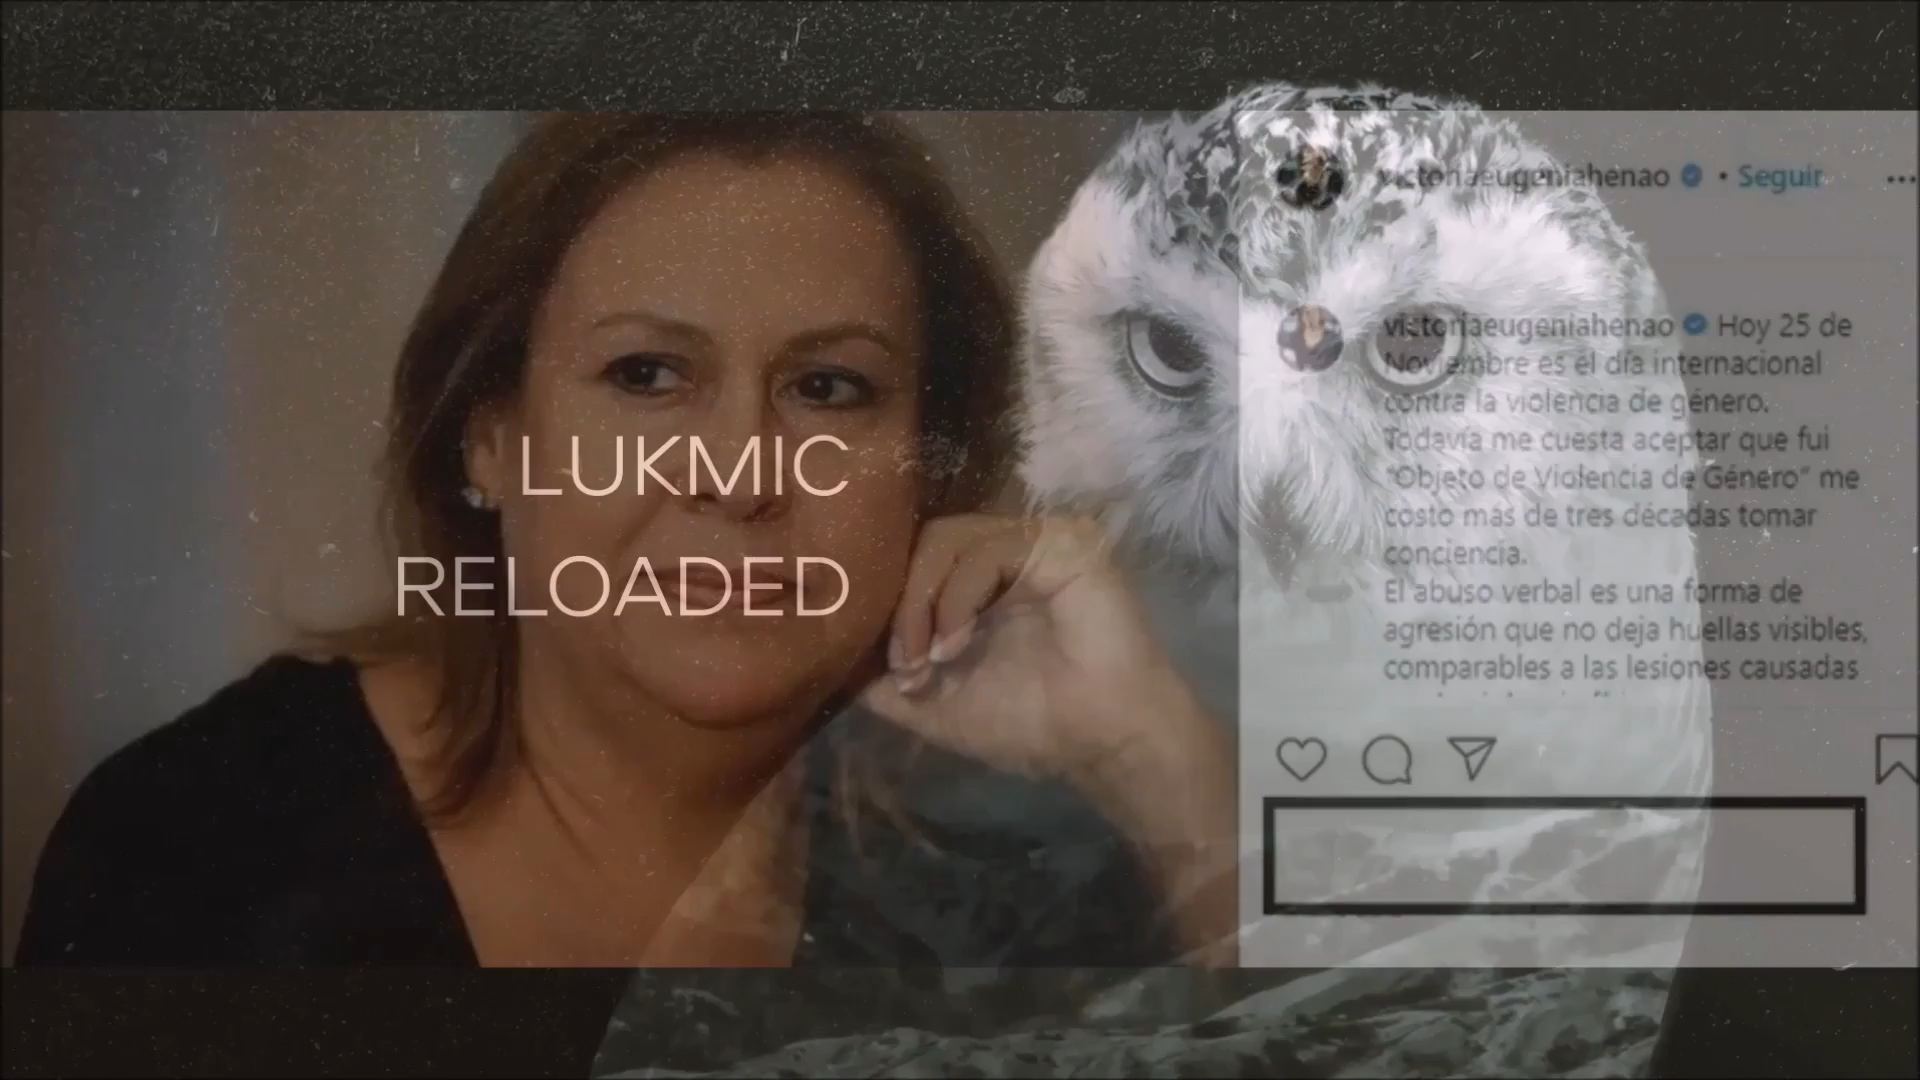 LUKMIC
RELOADED
victoriaeugeniahenao • Seguir
victoriaeugeniahenao Hoy 25 de
Noviembre es el día internacional
contra la violencia de género.
Todavía me cuesta aceptar que fui
"Objeto de Violencia de Género" me
costo más de tres décadas tomar
conciencia.
El abuso verbal es una forma de
agresión que no deja huellas visibles,
comparables a las lesiones causadas